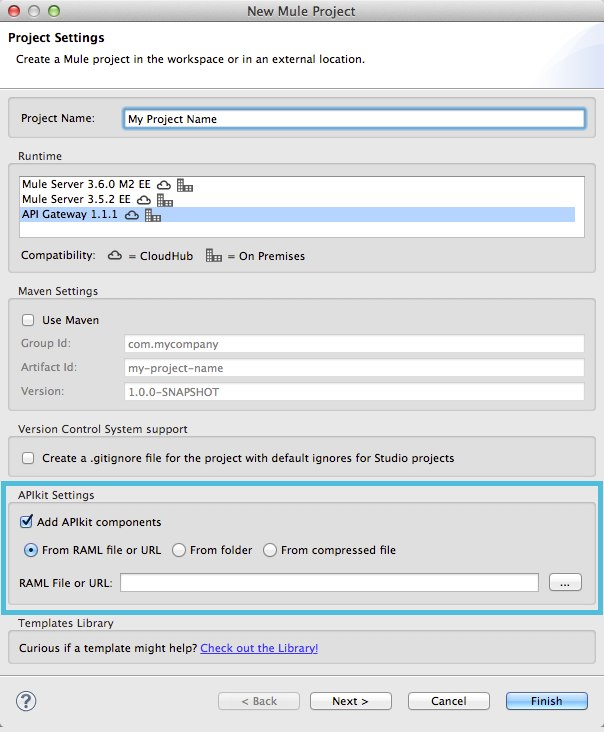 New Mule Project
Project Settings
Create a Mule project in the workspace or in an external location.
Project Name: My Project Name
Runtime
Mule Server 3.6.0 M2 EE
Mule Server 3.5.2 EE
API Gateway 1.1.1
Compatibility: = CloudHub = On Premises
Maven Settings
Use Maven
Group Id: com.mycompany
Artifact Id: my-project-name
Version: 1.0.0-SNAPSHOT
Version Control System support
Create a .gitignore file for the project with default ignores for Studio projects
APIkit Settings
Add APIkit components
From RAML file or URL From folder From compressed file
RAML File or URL: ...
Templates Library
Curious if a template might help? Check out the Library!
? < Back Next > Cancel Finish